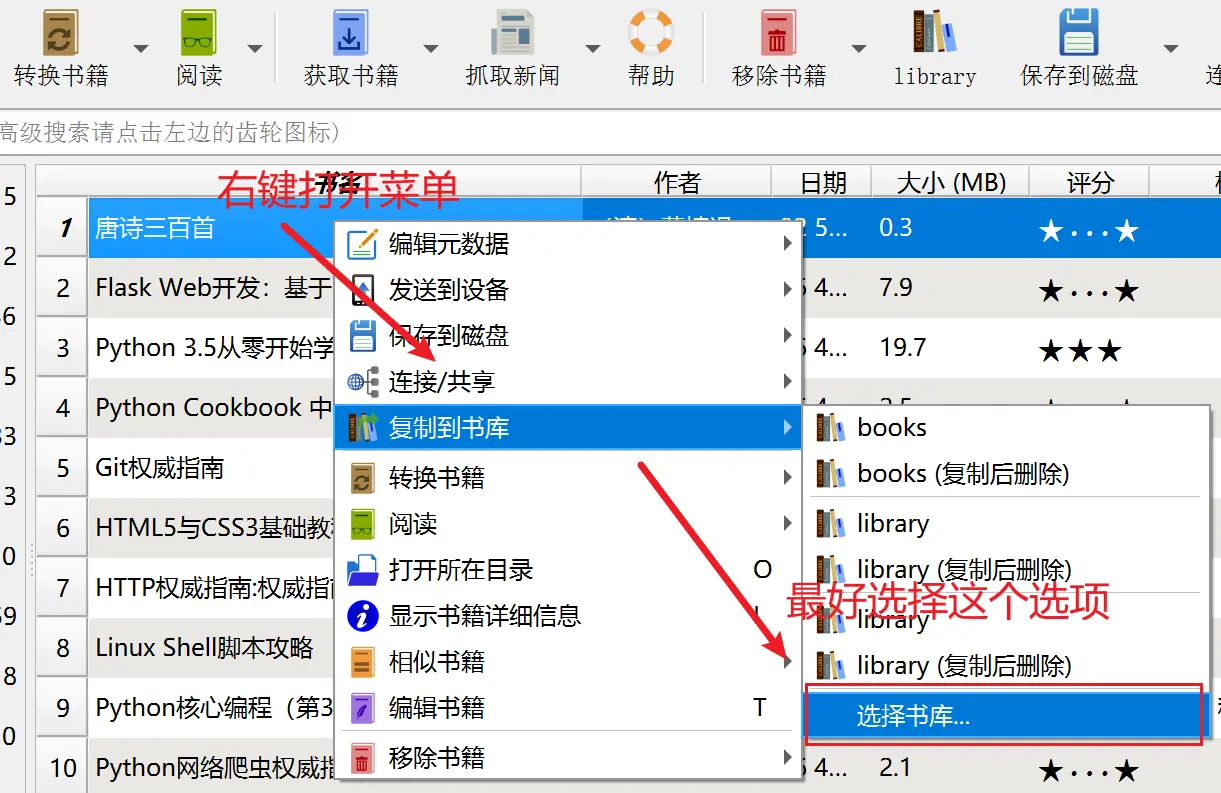 转换书籍 阅读 获取书籍 抓取新闻 帮助 移除书籍 library 保存到磁盘
高级搜索请点击左边的齿轮图标)
右键打开菜单
书名 作者 日期 大小 (MB) 评分
1 唐诗三百首 5... 0.3 ★···★
2 Flask Web开发：基于 4... 7.9 ★···★
3 Python 3.5从零开始学 4... 19.7 ★★★
4 Python Cookbook 中
5 Git权威指南
6 HTML5与CSS3基础教
7 HTTP权威指南:权威指
8 Linux Shell脚本攻略
9 Python核心编程（第3
10 Python网络爬虫权威指 4... 2.1 ★···★
编辑元数据
发送到设备
保存到磁盘
连接/共享
复制到书库
转换书籍
阅读
打开所在目录 O
显示书籍详细信息 I
相似书籍
编辑书籍 T
移除书籍
books
books (复制后删除)
library
library (复制后删除)
最好选择这个选项
library
library (复制后删除)
选择书库...